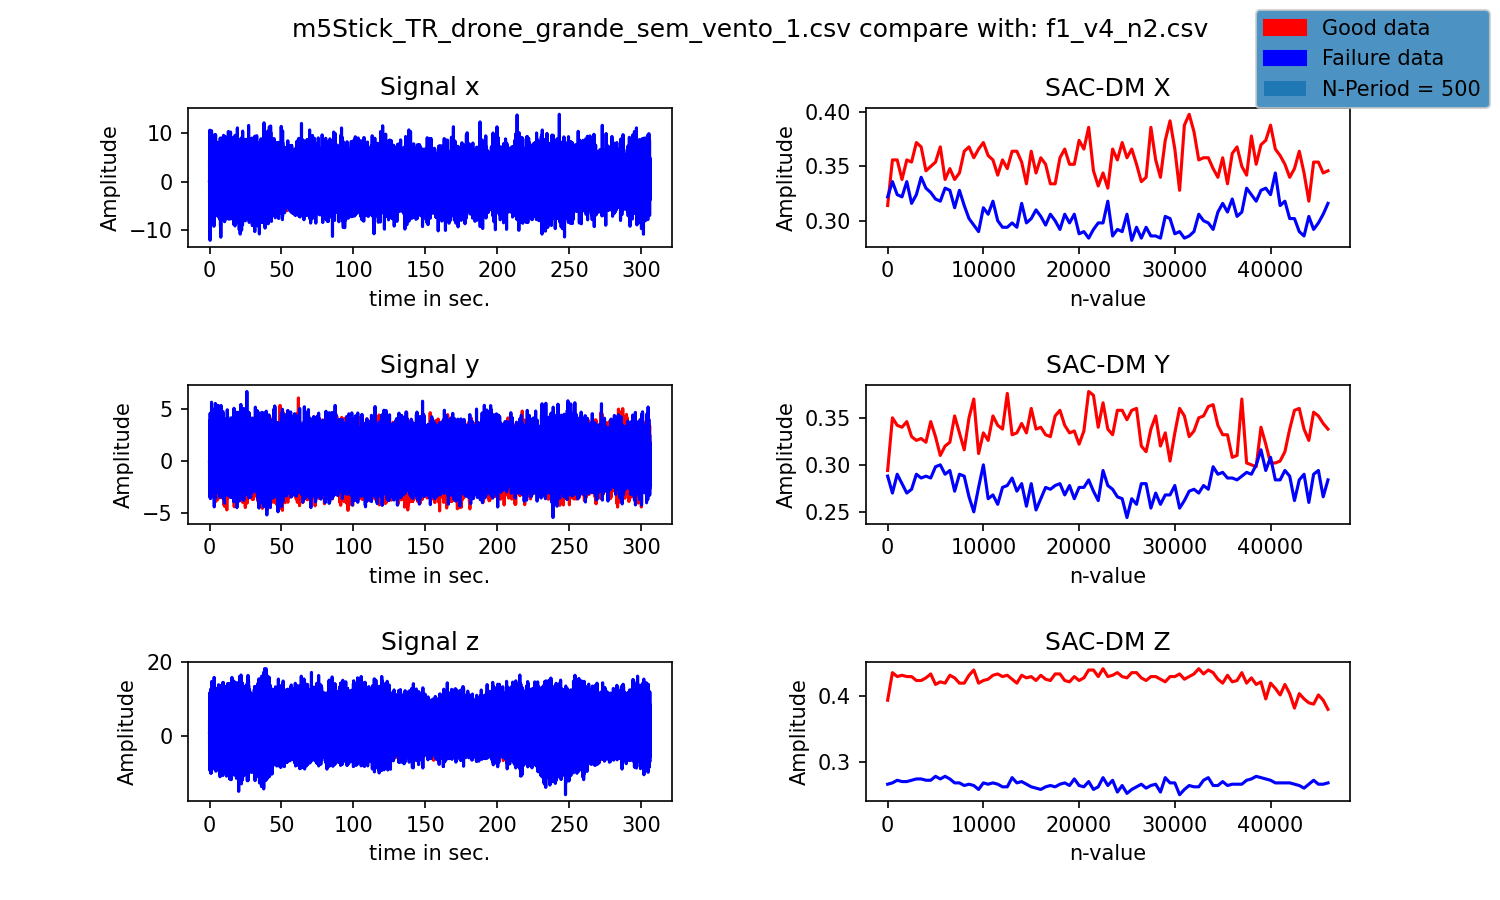 m5Stick_TR_drone_grande_sem_vento_1.csv compare with: f1_v4_n2.csv
Good data
Failure data
N-Period = 500
Signal x
Amplitude
10
0
−10
0 50 100 150 200 250 300
time in sec.
SAC-DM X
Amplitude
0.40
0.35
0.30
0 10000 20000 30000 40000
n-value
Signal y
Amplitude
5
0
−5
0 50 100 150 200 250 300
time in sec.
SAC-DM Y
Amplitude
0.35
0.30
0.25
0 10000 20000 30000 40000
n-value
Signal z
Amplitude
20
0
0 50 100 150 200 250 300
time in sec.
SAC-DM Z
Amplitude
0.4
0.3
0 10000 20000 30000 40000
n-value